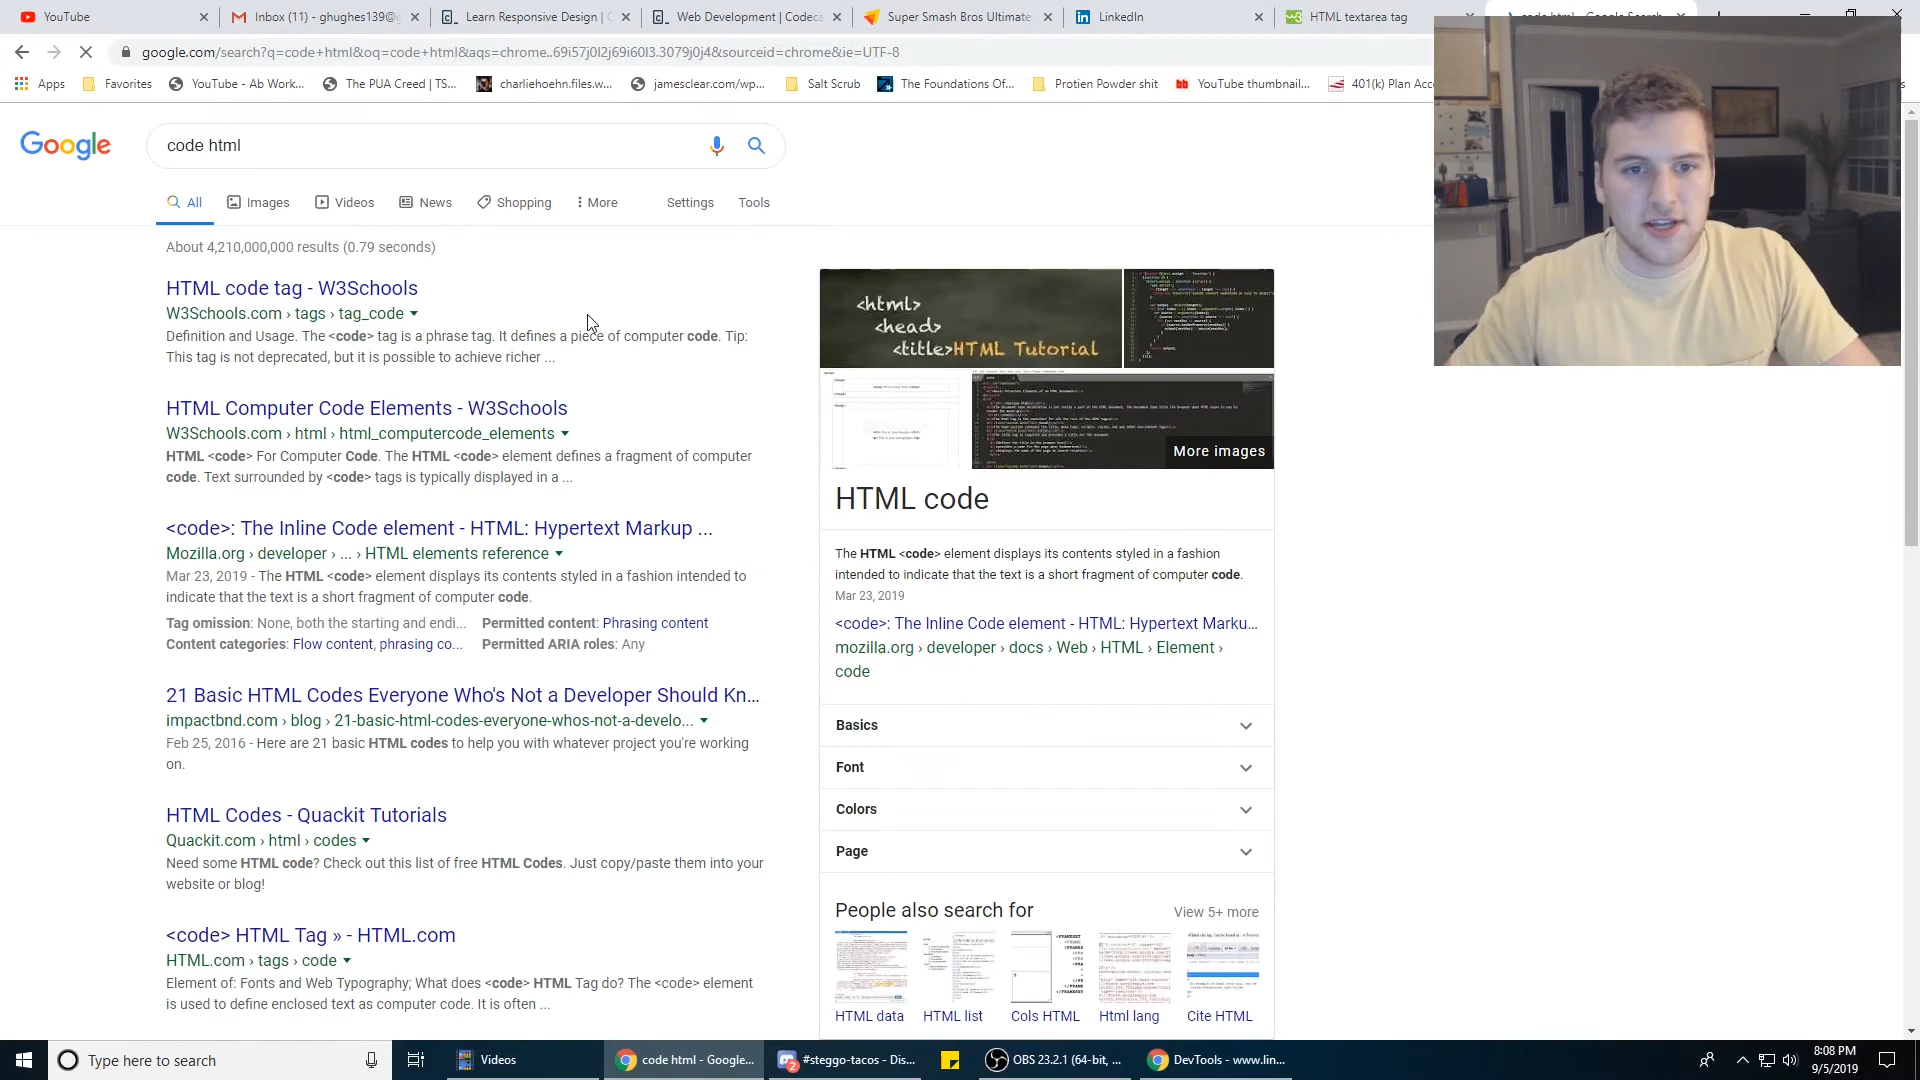 YouTube
Inbox (11) - ghughes139@g
Learn Responsive Design | C
Web Development | Codeca
Super Smash Bros Ultimate
LinkedIn
HTML textarea tag
google.com/search?q=code+html&oq=code+html&aqs=chrome..69i57j0l2j69i60l3.3079j0j4&sourceid=chrome&ie=UTF-8
Apps
Favorites
YouTube - Ab Work...
The PUA Creed | TS...
charliehoehn.files.w...
jamesclear.com/wp...
Salt Scrub
The Foundations Of...
Protien Powder shit
YouTube thumbnail...
401(k) Plan Acc
Google
code html
All
Images
Videos
News
Shopping
More
Settings
Tools
About 4,210,000,000 results (0.79 seconds)
HTML code tag - W3Schools
W3Schools.com › tags › tag_code
Definition and Usage. The <code> tag is a phrase tag. It defines a piece of computer code. Tip:
This tag is not deprecated, but it is possible to achieve richer ...
HTML Computer Code Elements - W3Schools
W3Schools.com › html › html_computercode_elements
HTML <code> For Computer Code. The HTML <code> element defines a fragment of computer
code. Text surrounded by <code> tags is typically displayed in a ...
<code>: The Inline Code element - HTML: Hypertext Markup ...
Mozilla.org › developer › ... › HTML elements reference
Mar 23, 2019 - The HTML <code> element displays its contents styled in a fashion intended to
indicate that the text is a short fragment of computer code.
Tag omission: None, both the starting and endi... Permitted content: Phrasing content
Content categories: Flow content, phrasing co... Permitted ARIA roles: Any
21 Basic HTML Codes Everyone Who's Not a Developer Should Kn...
impactbnd.com › blog › 21-basic-html-codes-everyone-whos-not-a-develo...
Feb 25, 2016 - Here are 21 basic HTML codes to help you with whatever project you're working
on.
HTML Codes - Quackit Tutorials
Quackit.com › html › codes
Need some HTML code? Check out this list of free HTML Codes. Just copy/paste them into your
website or blog!
<code> HTML Tag » - HTML.com
HTML.com › tags › code
Element of: Fonts and Web Typography; What does <code> HTML Tag do? The <code> element
is used to define enclosed text as computer code. It is often ...
<html>
<head>
<title>HTML Tutorial
More images
HTML code
The HTML <code> element displays its contents styled in a fashion
intended to indicate that the text is a short fragment of computer code.
Mar 23, 2019
<code>: The Inline Code element - HTML: Hypertext Marku...
mozilla.org › developer › docs › Web › HTML › Element ›
code
Basics
Font
Colors
Page
People also search for
View 5+ more
HTML data
HTML list
Cols HTML
Html lang
Cite HTML
Type here to search
Videos
code html - Google...
2
#steggo-tacos - Dis...
OBS 23.2.1 (64-bit, ...
DevTools - www.lin...
8:08 PM
9/5/2019